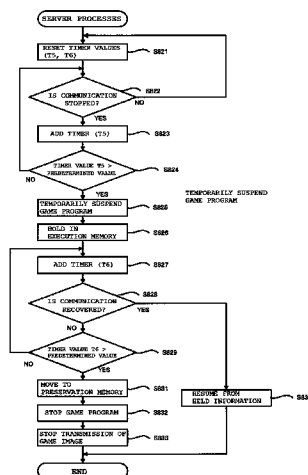 SERVER PROCESSES
RESET TIMER VALUES
(T5, T6)
S821
IS COMMUNICATION
STOPPED?
S822
NO
YES
ADD TIMER (T5)
S823
TIMER VALUE T5 >
PREDETERMINED VALUE
S824
NO
YES
TEMPORARILY SUSPEND
GAME PROGRAM
S825
TEMPORARILY SUSPEND
GAME PROGRAM
HOLD IN
EXECUTION MEMORY
S826
ADD TIMER (T6)
S827
IS COMMUNICATION
RECOVERED?
S828
YES
NO
TIMER VALUE T6 >
PREDETERMINED VALUE
S829
NO
YES
MOVE TO
PRESERVATION MEMORY
S831
RESUME FROM
HELD INFORMATION
S83
STOP GAME PROGRAM
S832
STOP TRANSMISSION OF
GAME IMAGE
S833
END